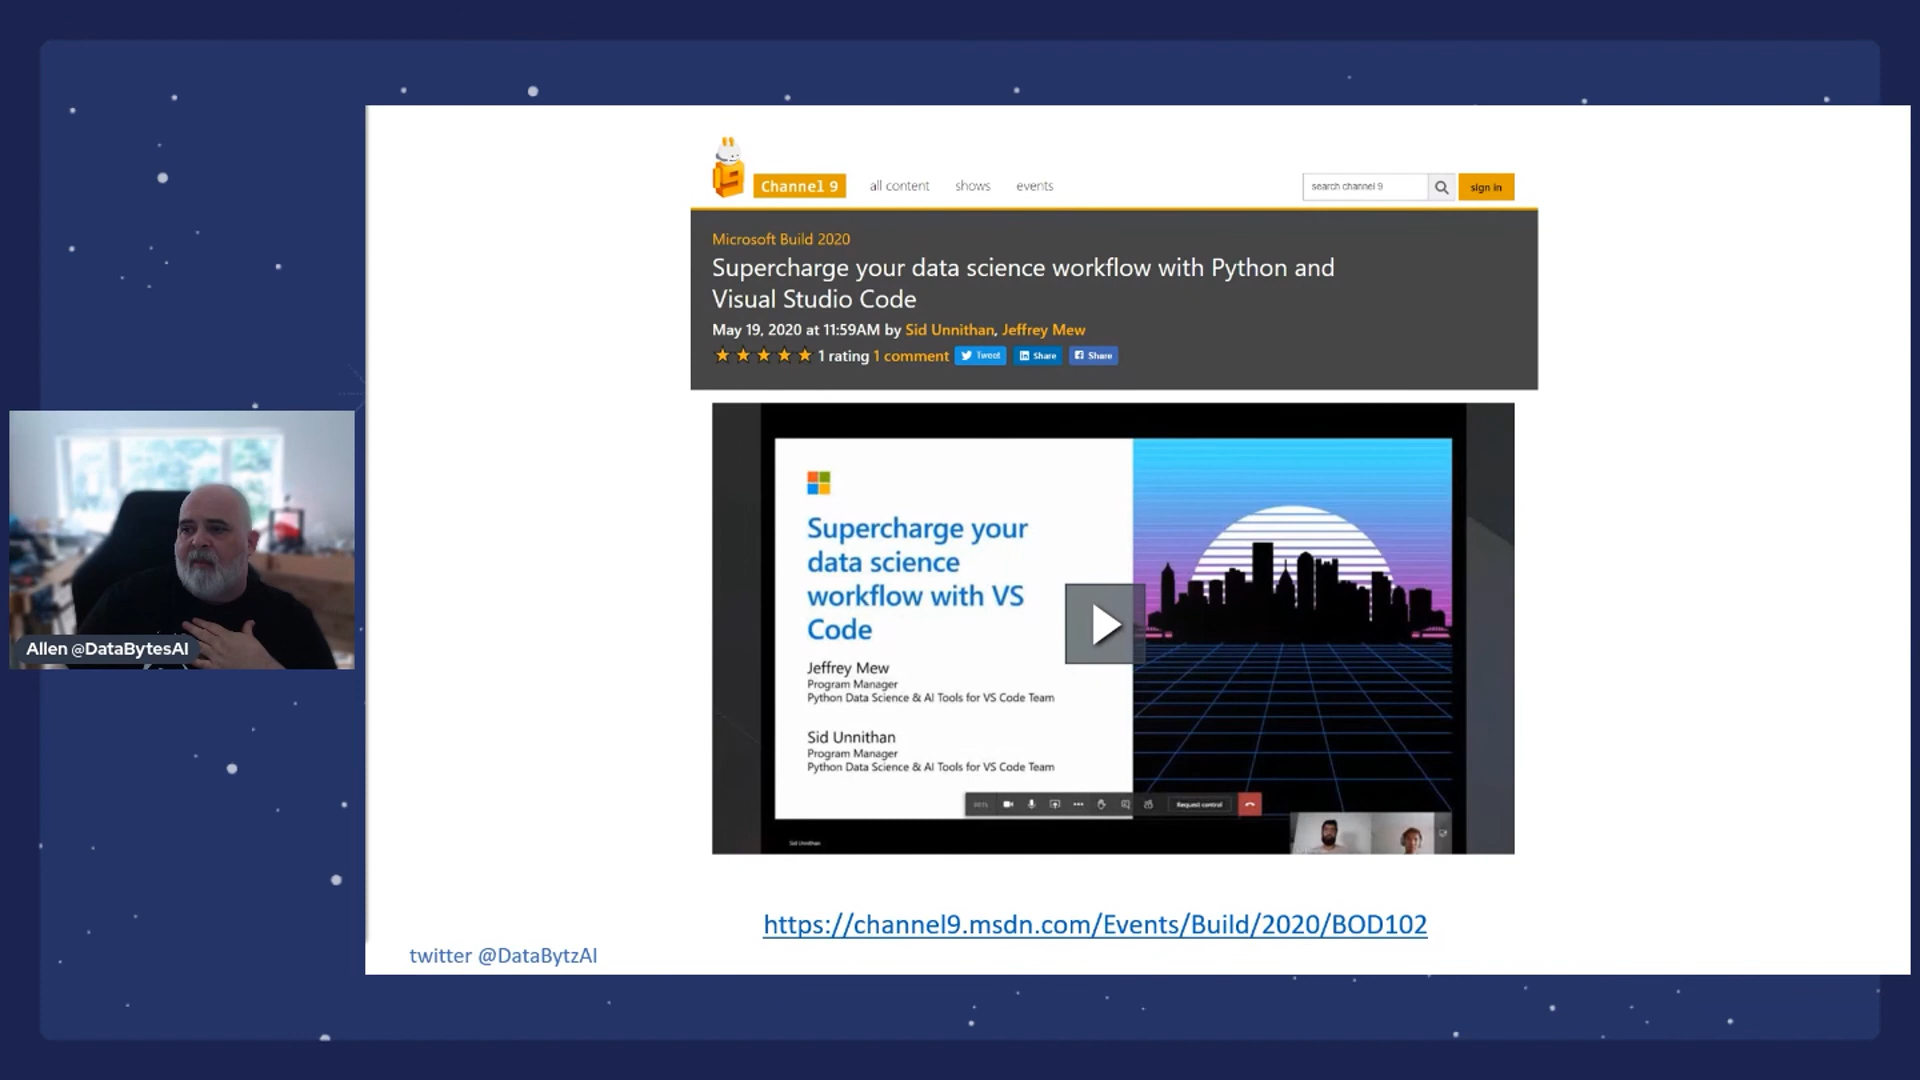 Channel 9
all content
shows
events
search channel 9
sign in
Microsoft Build 2020
Supercharge your data science workflow with Python and
Visual Studio Code
May 19, 2020 at 11:59AM by Sid Unnithan, Jeffrey Mew
1 rating 1 comment Tweet Share Share
Supercharge your
data science
workflow with VS
Code
Jeffrey Mew
Program Manager
Python Data Science & AI Tools for VS Code Team
Sid Unnithan
Program Manager
Python Data Science & AI Tools for VS Code Team
Request control
Sid Unnithan
Allen @DataBytesAI
https://channel9.msdn.com/Events/Build/2020/BOD102
twitter @DataBytzAI